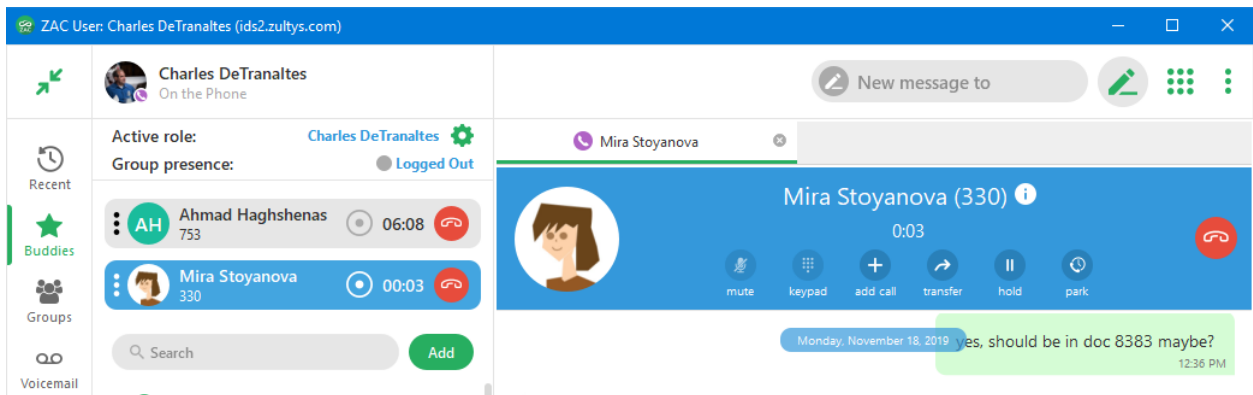 ZAC User: Charles DeTranaltes (ids2.zultys.com)
Charles DeTranaltes
On the Phone
New message to
Recent
Buddies
Groups
Voicemail
Active role: Charles DeTranaltes
Group presence: Logged Out
AH Ahmad Haghshenas 06:08
753
Mira Stoyanova 00:03
330
Search Add
Mira Stoyanova
Mira Stoyanova (330)
0:03
mute keypad add call transfer hold park
Monday, November 18, 2019
yes, should be in doc 8383 maybe?
12:36 PM